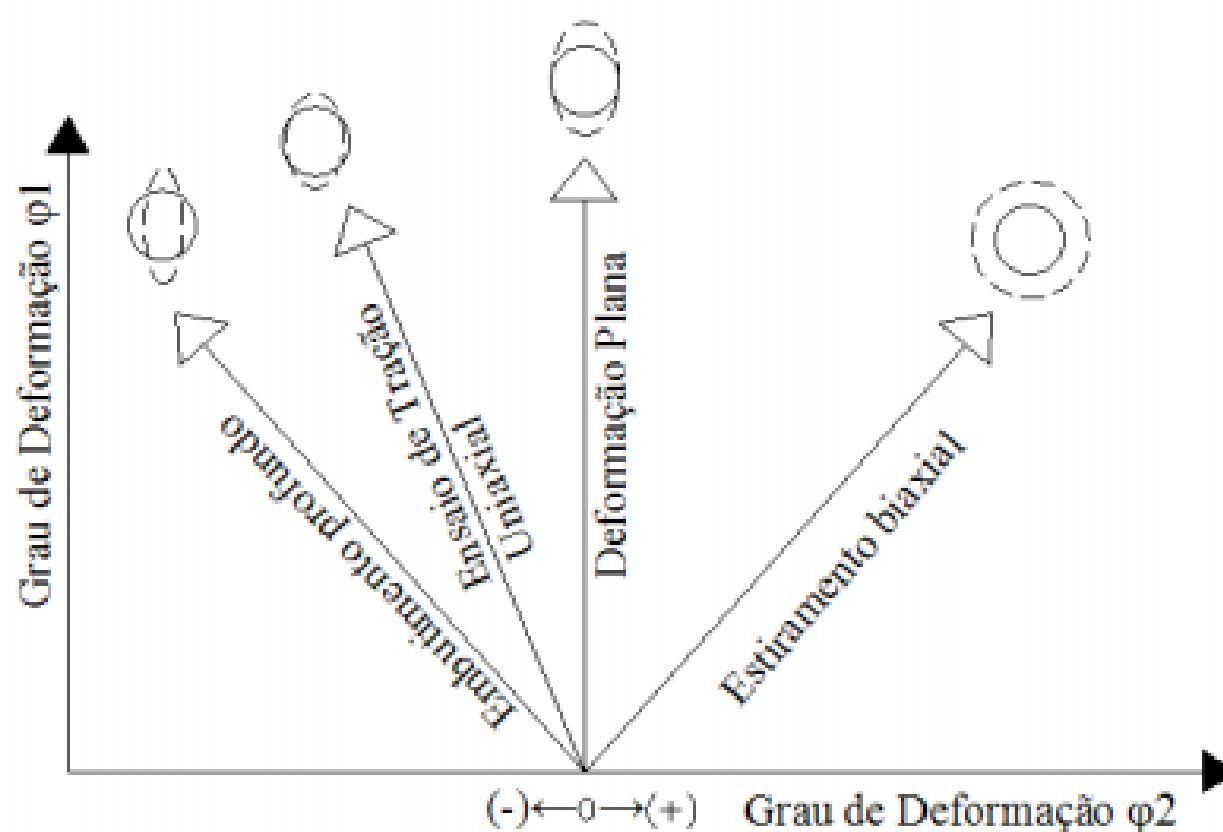 Grau de Deformação φ1
Embutimento profundo
Ensaio de Tração
Uniaxial
Deformação Plana
Estiramento biaxial
(-)←0→(+)
Grau de Deformação φ2